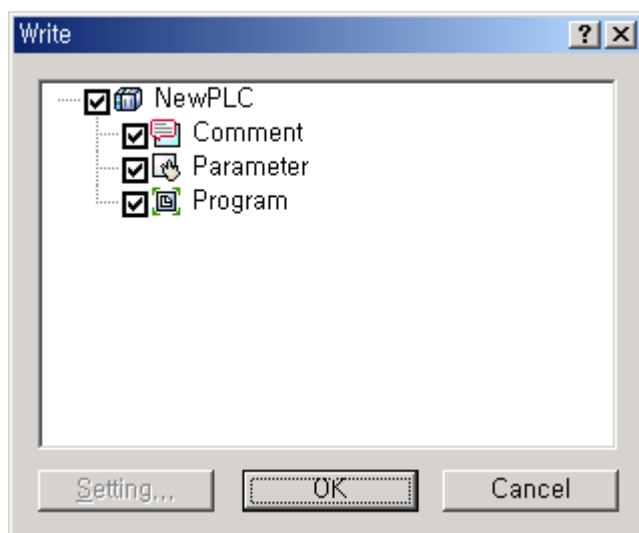 Write
NewPLC
Comment
Parameter
Program
Setting...
OK
Cancel